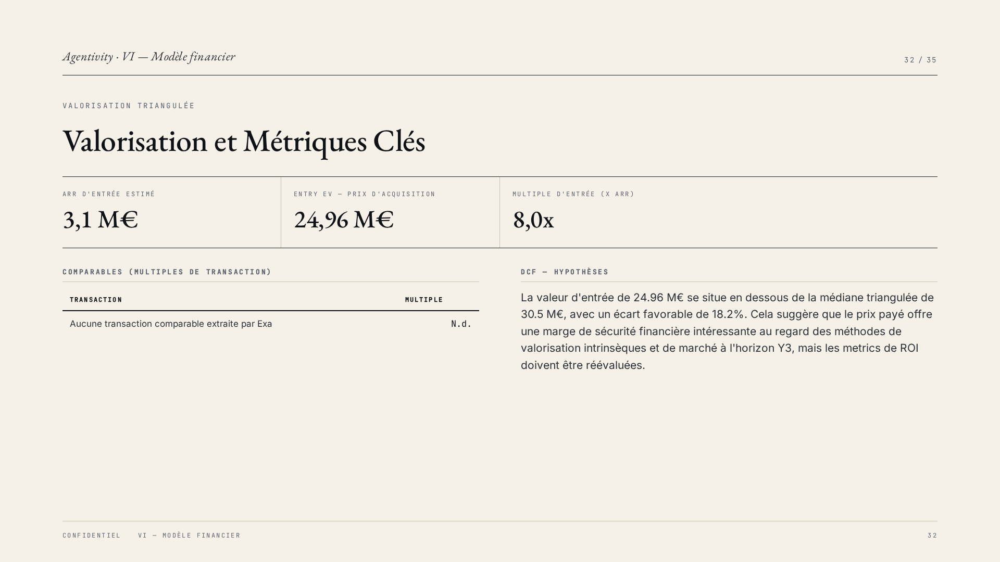 Agentivity · VI — Modèle financier
32 / 35
VALORISATION TRIANGULÉE
Valorisation et Métriques Clés
ARR D'ENTRÉE ESTIMÉ
3,1 M€
ENTRY EV — PRIX D'ACQUISITION
24,96 M€
MULTIPLE D'ENTRÉE (X ARR)
8,0x
COMPARABLES (MULTIPLES DE TRANSACTION)
TRANSACTION MULTIPLE
Aucune transaction comparable extraite par Exa N.d.
DCF — HYPOTHÈSES
La valeur d'entrée de 24.96 M€ se situe en dessous de la médiane triangulée de
30.5 M€, avec un écart favorable de 18.2%. Cela suggère que le prix payé offre
une marge de sécurité financière intéressante au regard des méthodes de
valorisation intrinsèques et de marché à l'horizon Y3, mais les metrics de ROI
doivent être réévaluées.
CONFIDENTIEL VI — MODÈLE FINANCIER
32